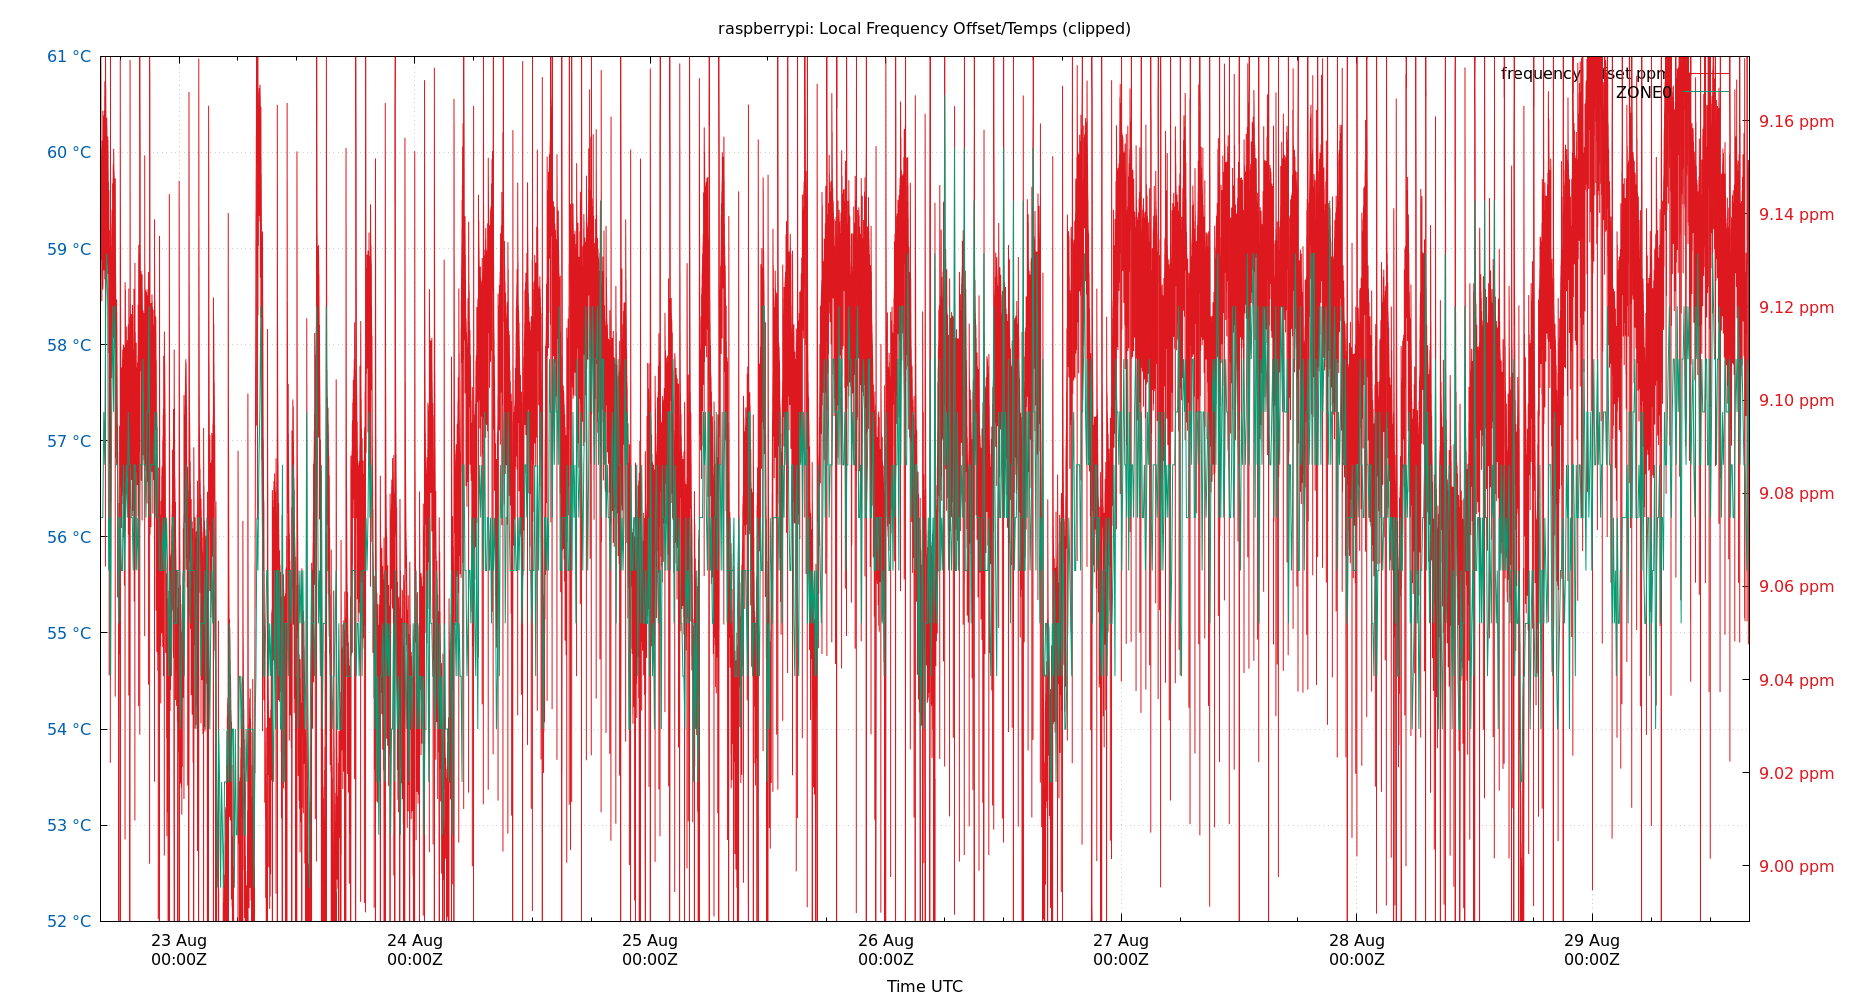 raspberrypi: Local Frequency Offset/Temps (clipped)
61 °C
60 °C
59 °C
58 °C
57 °C
56 °C
55 °C
54 °C
53 °C
52 °C
frequency fset ppm
ZONE0
9.16 ppm
9.14 ppm
9.12 ppm
9.10 ppm
9.08 ppm
9.06 ppm
9.04 ppm
9.02 ppm
9.00 ppm
23 Aug
00:00Z
24 Aug
00:00Z
25 Aug
00:00Z
26 Aug
00:00Z
27 Aug
00:00Z
28 Aug
00:00Z
29 Aug
00:00Z
Time UTC